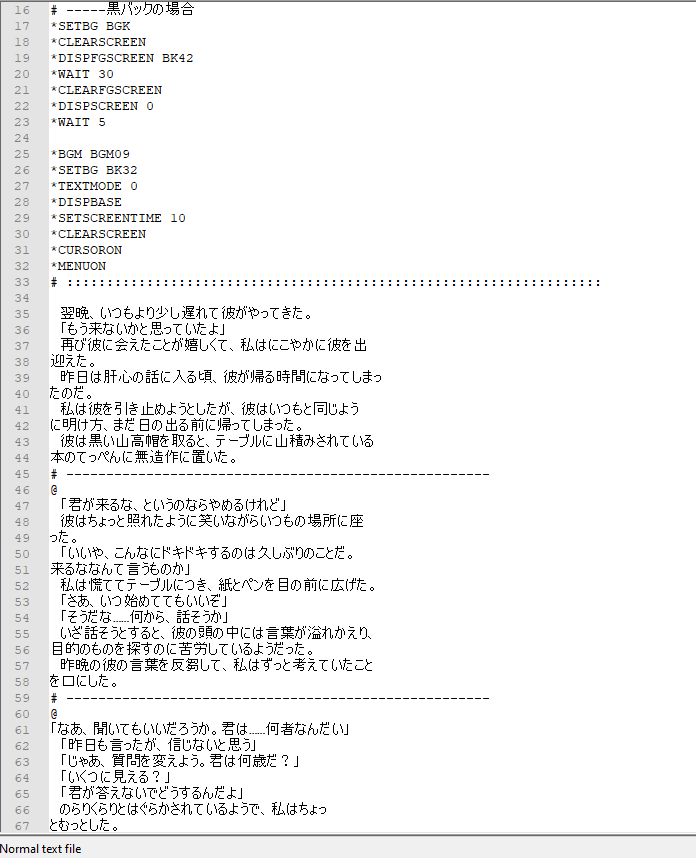 16 # -----黒バックの場合
17 *SETBG BGK
18 *CLEARSCREEN
19 *DISPFGSCREEN BK42
20 *WAIT 30
21 *CLEARFGSCREEN
22 *DISPSCREEN 0
23 *WAIT 5
24
25 *BGM BGM09
26 *SETBG BK32
27 *TEXTMODE 0
28 *DISPBASE
29 *SETSCREENTIME 10
30 *CLEARSCREEN
31 *CURSORON
32 *MENUON
33 # :::::::::::::::::::::::::::::::::::::::::::::::::::::::::::::::::::
34
35 　翌晩、いつもより少し遅れて彼がやってきた。
36 　「もう来ないかと思っていたよ」
37 　再び彼に会えたことが嬉しくて、私はにこやかに彼を出
38 迎えた。
39 　昨日は肝心の話に入る頃、彼が帰る時間になってしまっ
40 たのだ。
41 　私は彼を引き止めようとしたが、彼はいつもと同じよう
42 に明け方、まだ日の出る前に帰ってしまった。
43 　彼は黒い山高帽を取ると、テーブルに山積みされている
44 本のてっぺんに無造作に置いた。
45 # -----------------------------------------------------
46 @
47 　「君が来るな、というのならやめるけれど」
48 　彼はちょっと照れたように笑いながらいつもの場所に座
49 った。
50 　「いいや、こんなにドキドキするのは久しぶりのことだ。
51 来るななんて言うものか」
52 　私は慌ててテーブルにつき、紙とペンを目の前に広げた。
53 　「さあ、いつ始めててもいいぞ」
54 　「そうだな……何から、話そうか」
55 　いざ話そうとすると、彼の頭の中には言葉が溢れかえり、
56 目的のものを探すのに苦労しているようだった。
57 　昨晩の彼の言葉を反芻して、私はずっと考えていたこと
58 を口にした。
59 # -----------------------------------------------------
60 @
61 「なあ、聞いてもいいだろうか。君は……何者なんだい」
62 　「昨日も言ったが、信じないと思う」
63 　「じゃあ、質問を変えよう。君は何歳だ？」
64 　「いくつに見える？」
65 　「君が答えないでどうするんだよ」
66 　のらりくらりとはぐらかされているようで、私はちょっ
67 とむっとした。
Normal text file